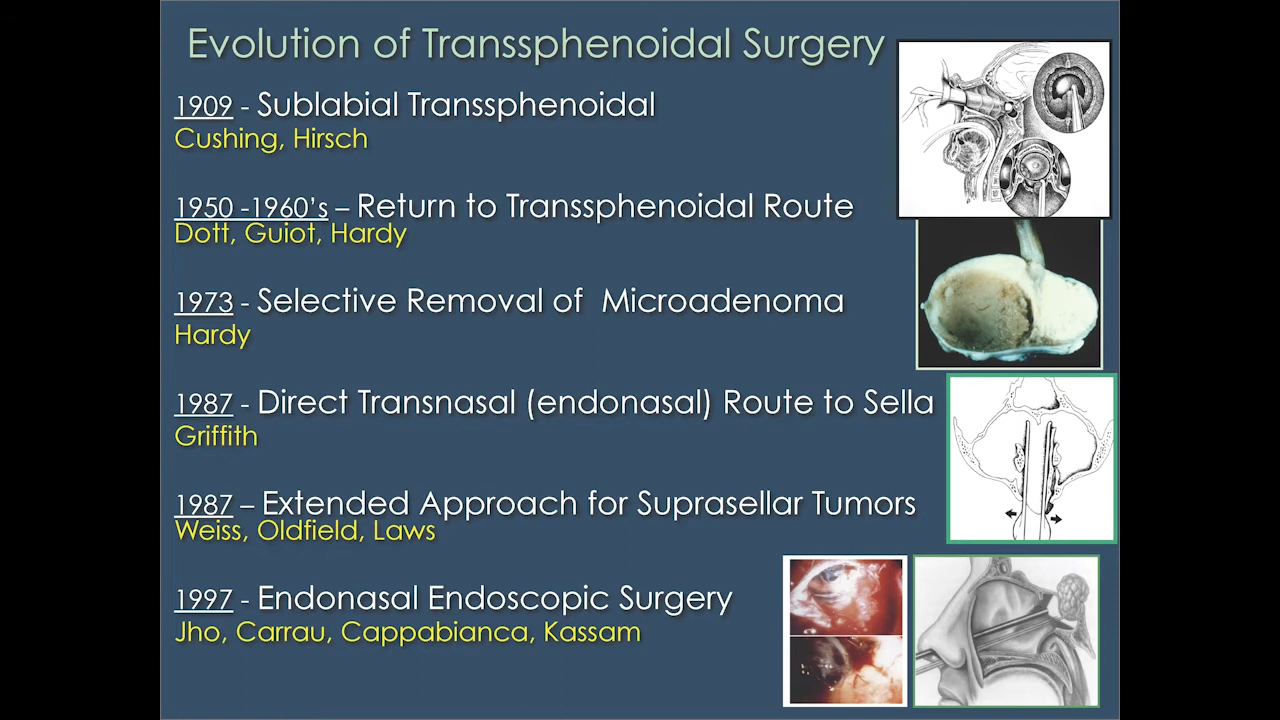 Evolution of Transsphenoidal Surgery
1909 - Sublabial Transsphenoidal
Cushing, Hirsch
1950 -1960's – Return to Transsphenoidal Route
Dott, Guiot, Hardy
1973 - Selective Removal of  Microadenoma
Hardy
1987 - Direct Transnasal (endonasal) Route to Sella
Griffith
1987 – Extended Approach for Suprasellar Tumors
Weiss, Oldfield, Laws
1997 - Endonasal Endoscopic Surgery
Jho, Carrau, Cappabianca, Kassam